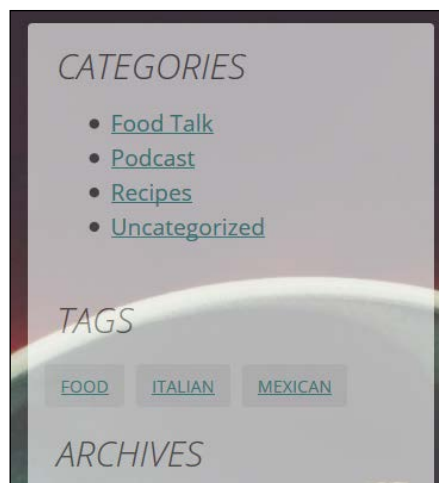 CATEGORIES
Food Talk
Podcast
Recipes
Uncategorized
TAGS
FOOD ITALIAN MEXICAN
ARCHIVES